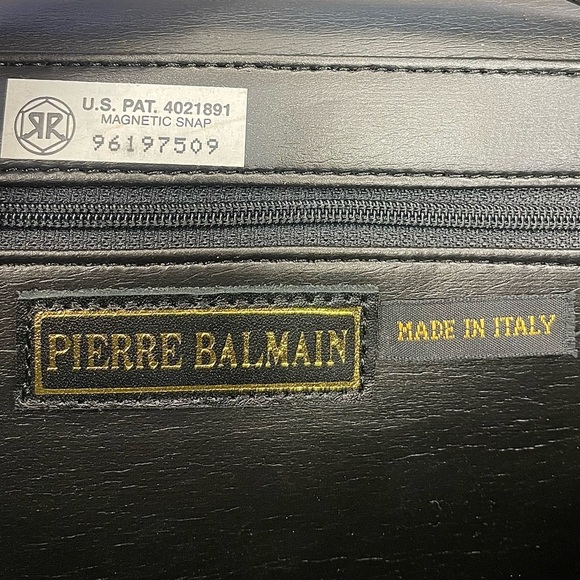 RR
U.S. PAT. 4021891
MAGNETIC SNAP
96197509
PIERRE BALMAIN
MADE IN ITALY